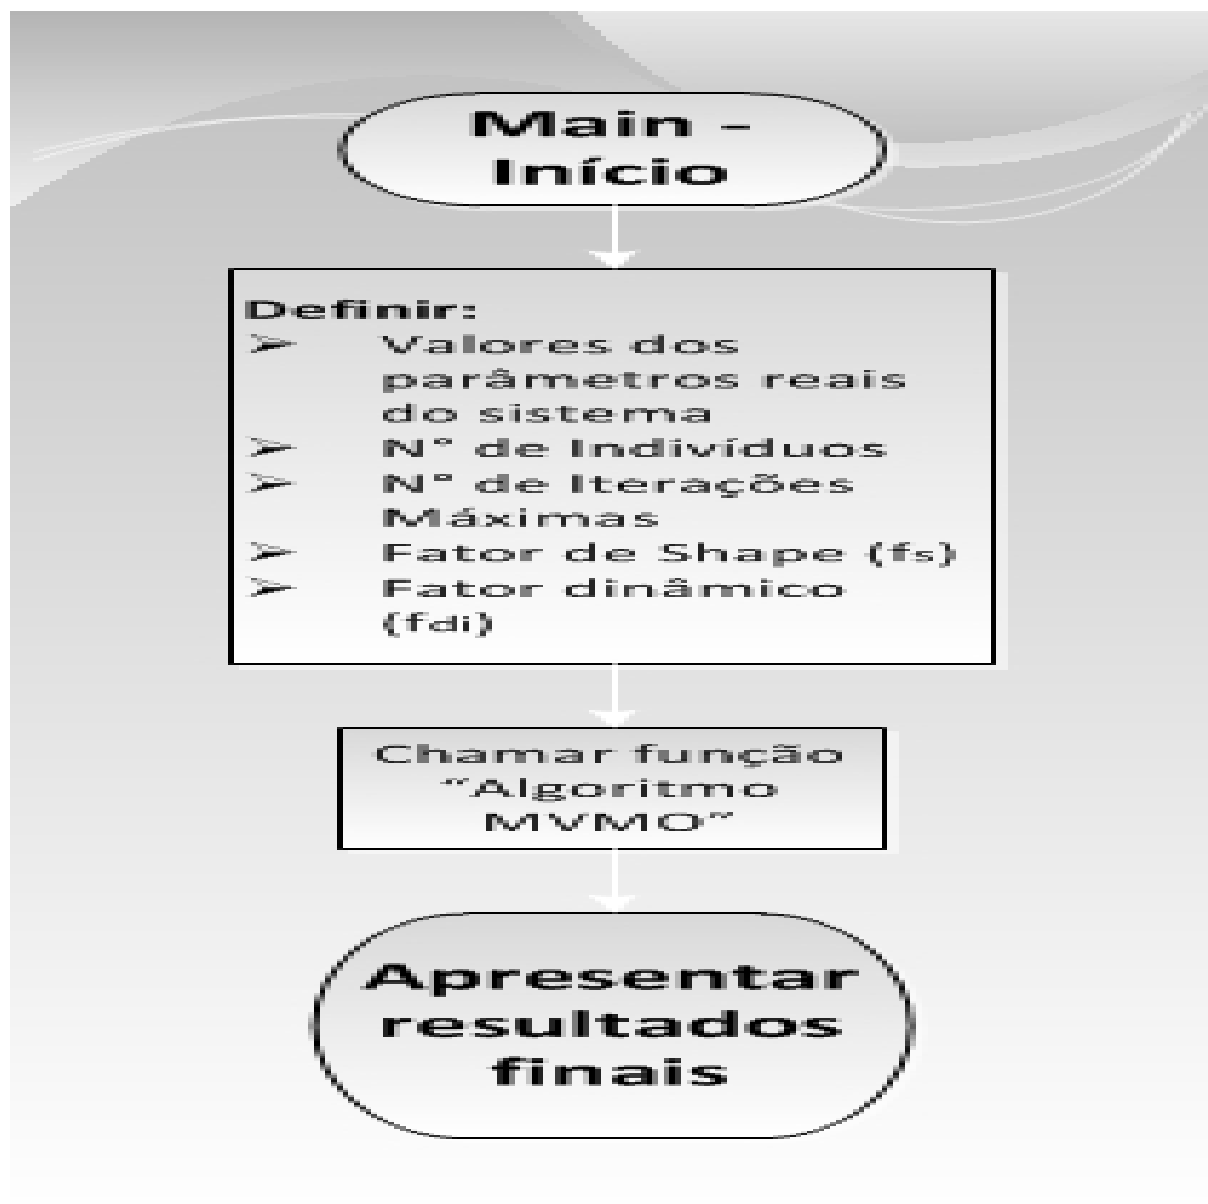 Main –
Início
Definir:
Valores dos
parâmetros reais
do sistema
N° de Indivíduos
N° de Iterações
Máximas
Fator de Shape (fs)
Fator dinâmico
(fdi)
Chamar função
“Algoritmo
MVMO”
Apresentar
resultados
finais